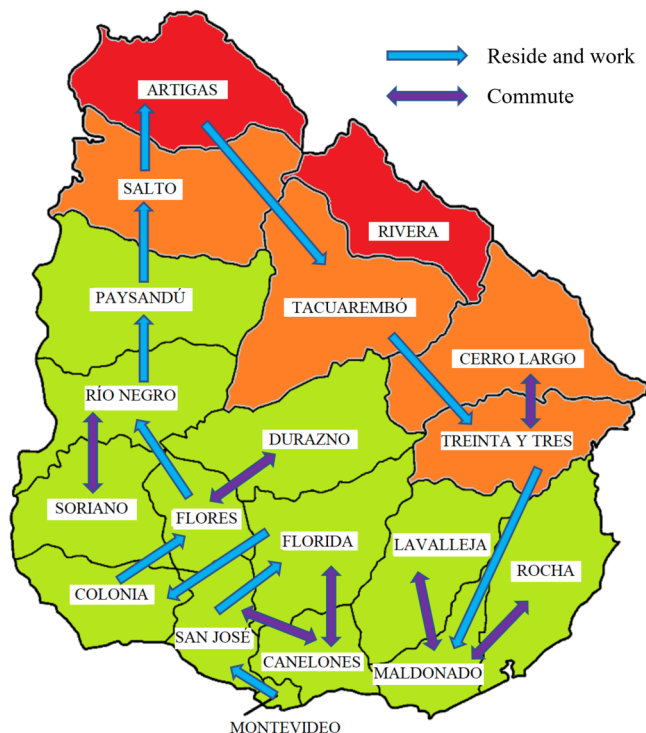 Reside and work
Commute
ARTIGAS
SALTO
RIVERA
PAYSANDÚ
TACUAREMBÓ
CERRO LARGO
RÍO NEGRO
DURAZNO
TREINTA Y TRES
SORIANO
FLORES
FLORIDA
LAVALLEJA
ROCHA
COLONIA
SAN JOSÉ
CANELONES
MALDONADO
MONTEVIDEO